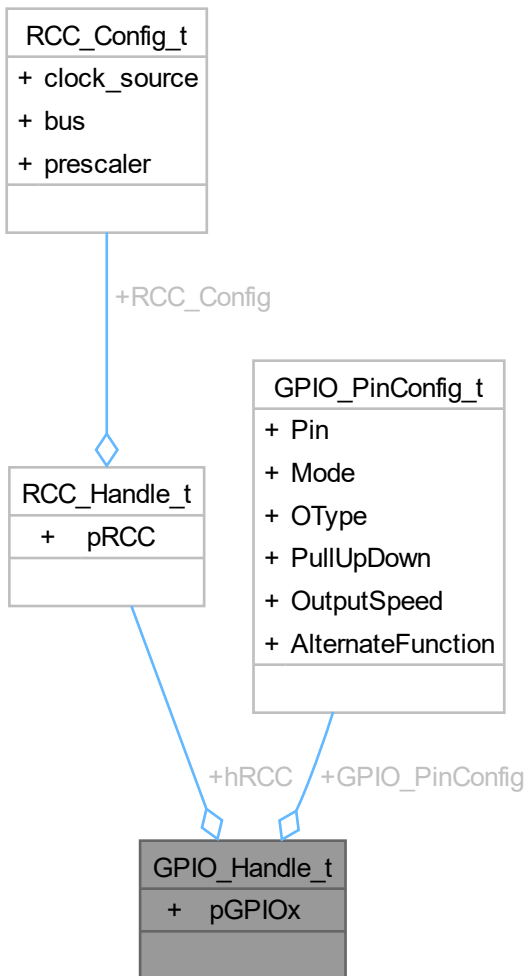 RCC_Config_t
+ clock_source
+ bus
+ prescaler
+RCC_Config
GPIO_PinConfig_t
+ Pin
+ Mode
+ OType
+ PullUpDown
+ OutputSpeed
+ AlternateFunction
RCC_Handle_t
+ pRCC
+hRCC
+GPIO_PinConfig
GPIO_Handle_t
+ pGPIOx